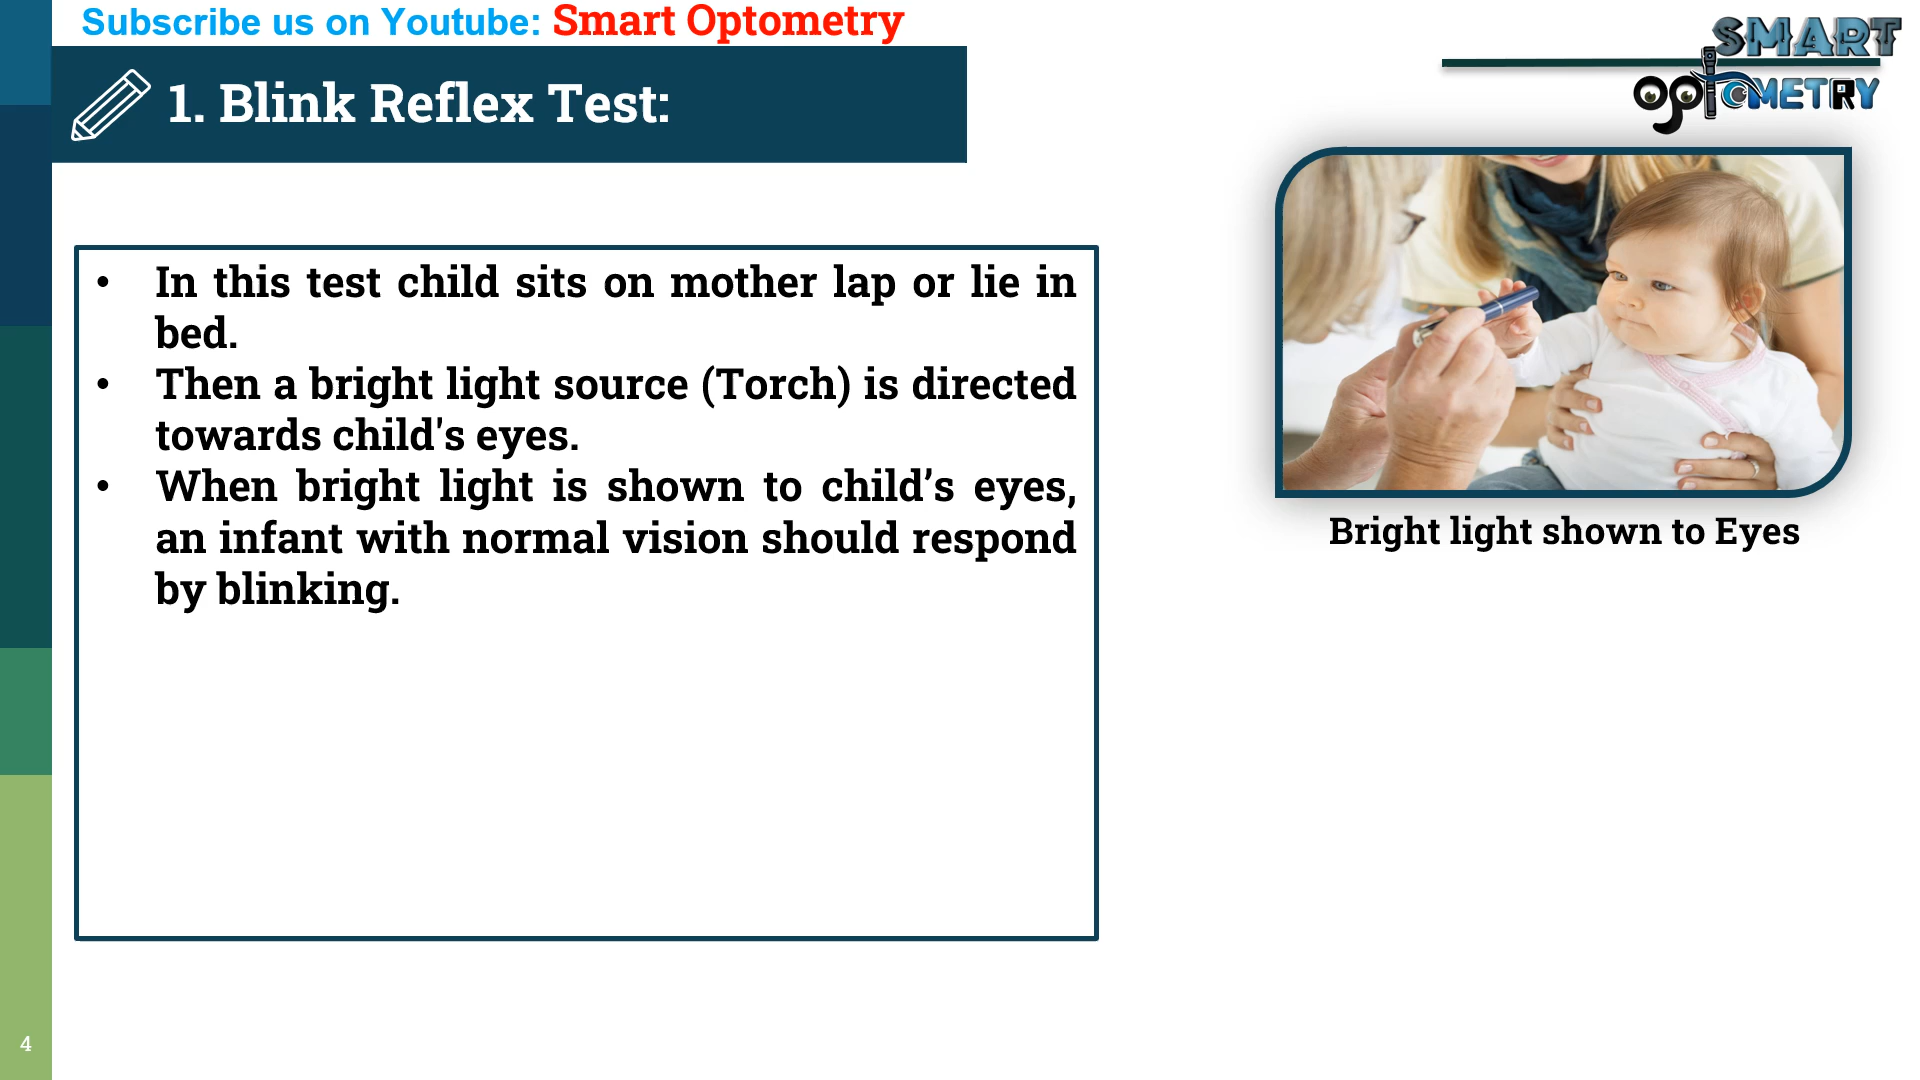 Subscribe us on Youtube: Smart Optometry
SMART
OptOMETRY
1. Blink Reflex Test:
• In this test child sits on mother lap or lie in
bed.
• Then a bright light source (Torch) is directed
towards child's eyes.
• When bright light is shown to child’s eyes,
an infant with normal vision should respond
by blinking.
Bright light shown to Eyes
4